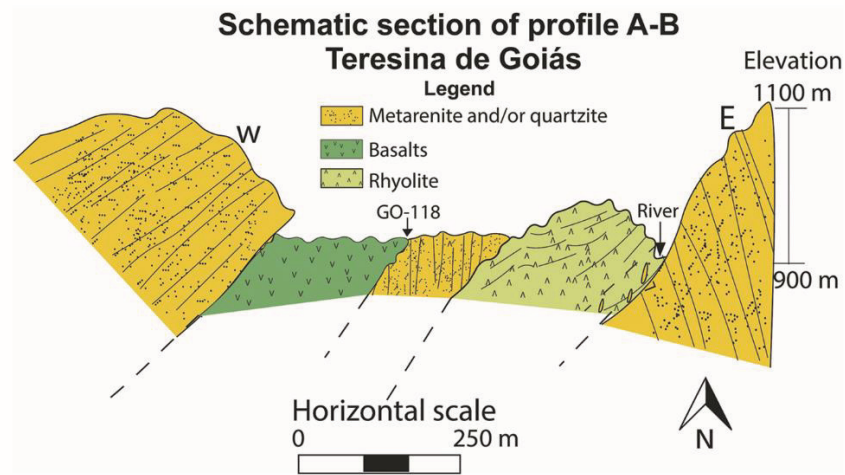 Schematic section of profile A-B
Teresina de Goiás
Legend
Metarenite and/or quartzite
Basalts
Rhyolite
Elevation
1100 m
W
E
GO-118
River
900 m
Horizontal scale
0 250 m
N